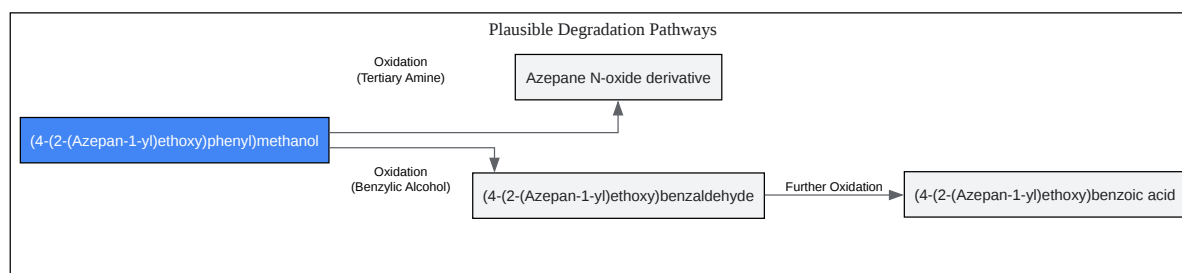 Plausible Degradation Pathways
Oxidation
(Tertiary Amine)
Azepane N-oxide derivative
(4-(2-(Azepan-1-yl)ethoxy)phenyl)methanol
Oxidation
(Benzylic Alcohol)
(4-(2-(Azepan-1-yl)ethoxy)benzaldehyde
Further Oxidation
(4-(2-(Azepan-1-yl)ethoxy)benzoic acid